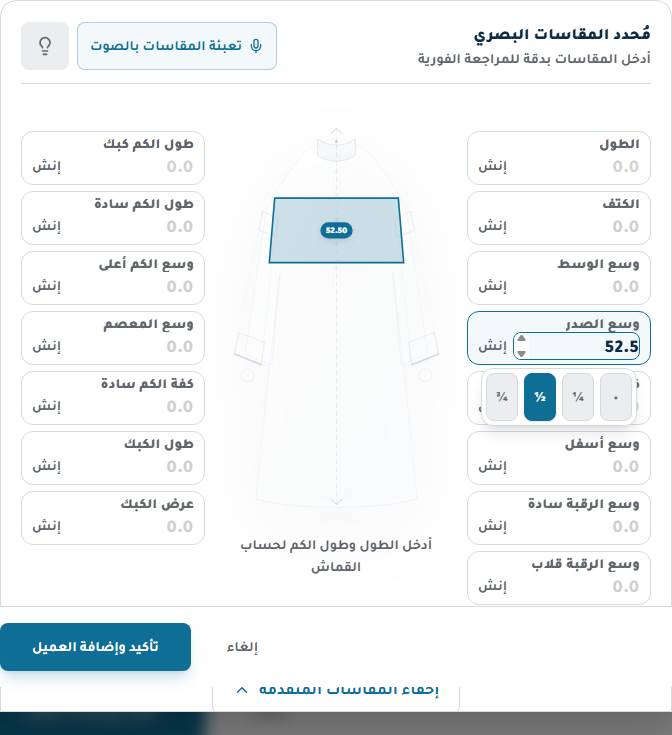 مُحدد المقاسات البصري
أدخل المقاسات بدقة للمراجعة الفورية
تعبئة المقاسات بالصوت
الطول
0.0 إنش
الكتف
0.0 إنش
وسع الوسط
0.0 إنش
وسع الصدر
52.5 إنش
٠ ¼ ½ ¾
وسع أسفل
0.0 إنش
وسع الرقبة سادة
0.0 إنش
وسع الرقبة قلاب
0.0 إنش
52.50
أدخل الطول وطول الكم لحساب
القماش
طول الكم كبك
0.0 إنش
طول الكم سادة
0.0 إنش
وسع الكم أعلى
0.0 إنش
وسع المعصم
0.0 إنش
كفة الكم سادة
0.0 إنش
طول الكبك
0.0 إنش
عرض الكبك
0.0 إنش
إلغاء
تأكيد وإضافة العميل
إخفاء المقاسات المتقدمة